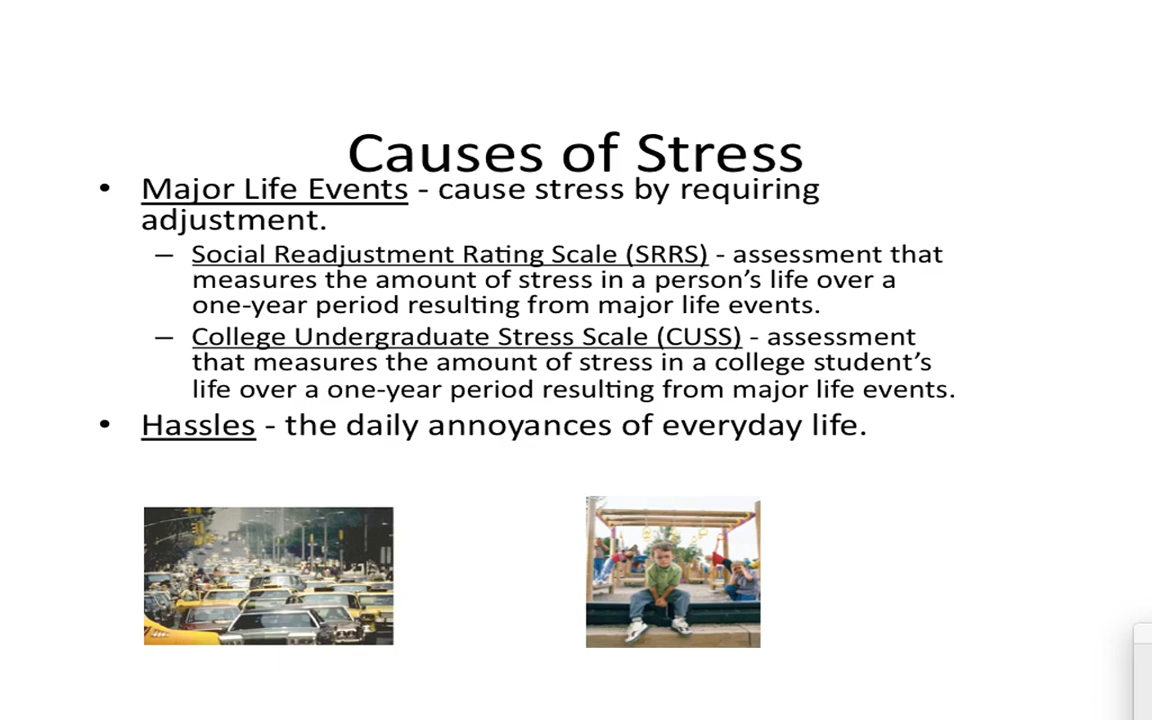 Causes of Stress
• Major Life Events - cause stress by requiring
adjustment.
– Social Readjustment Rating Scale (SRRS) - assessment that
measures the amount of stress in a person’s life over a
one-year period resulting from major life events.
– College Undergraduate Stress Scale (CUSS) - assessment
that measures the amount of stress in a college student’s
life over a one-year period resulting from major life events.
• Hassles - the daily annoyances of everyday life.